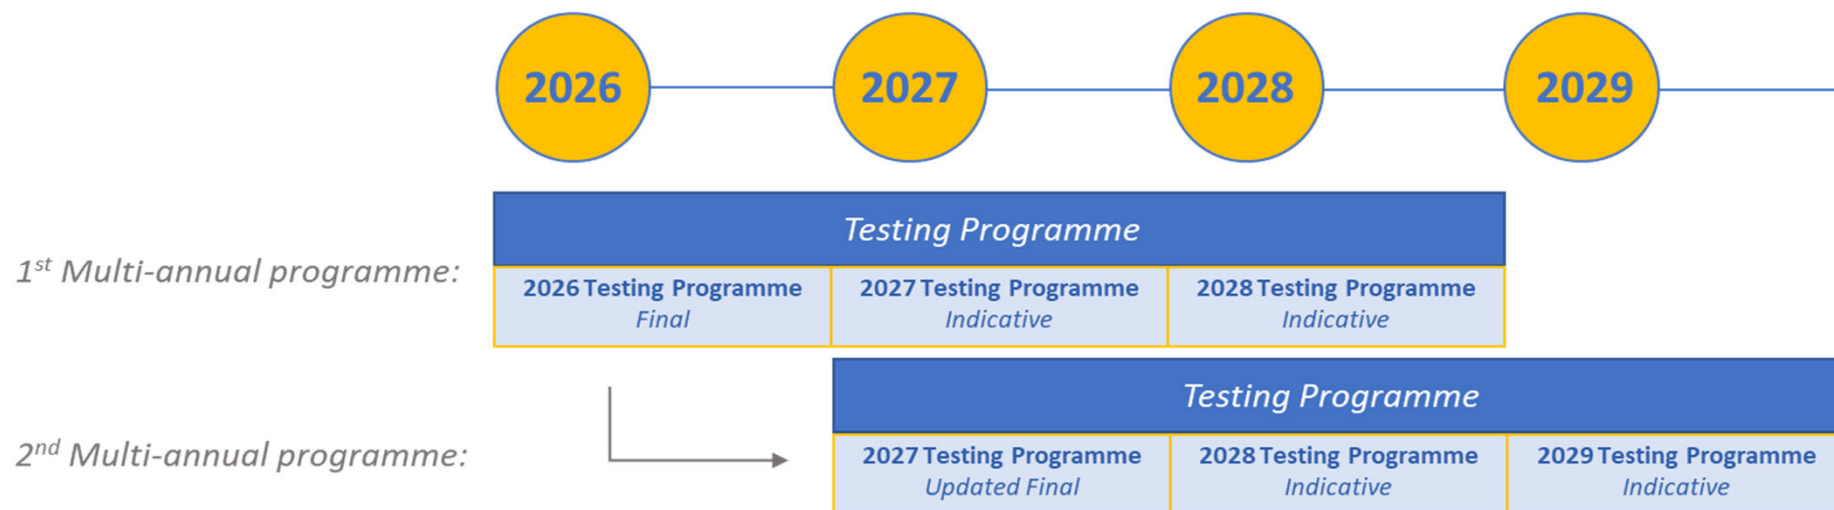 2026 2027 2028 2029
Testing Programme
1st Multi-annual programme:
2026 Testing Programme 2027 Testing Programme 2028 Testing Programme
Final Indicative Indicative
Testing Programme
2nd Multi-annual programme:
2027 Testing Programme 2028 Testing Programme 2029 Testing Programme
Updated Final Indicative Indicative